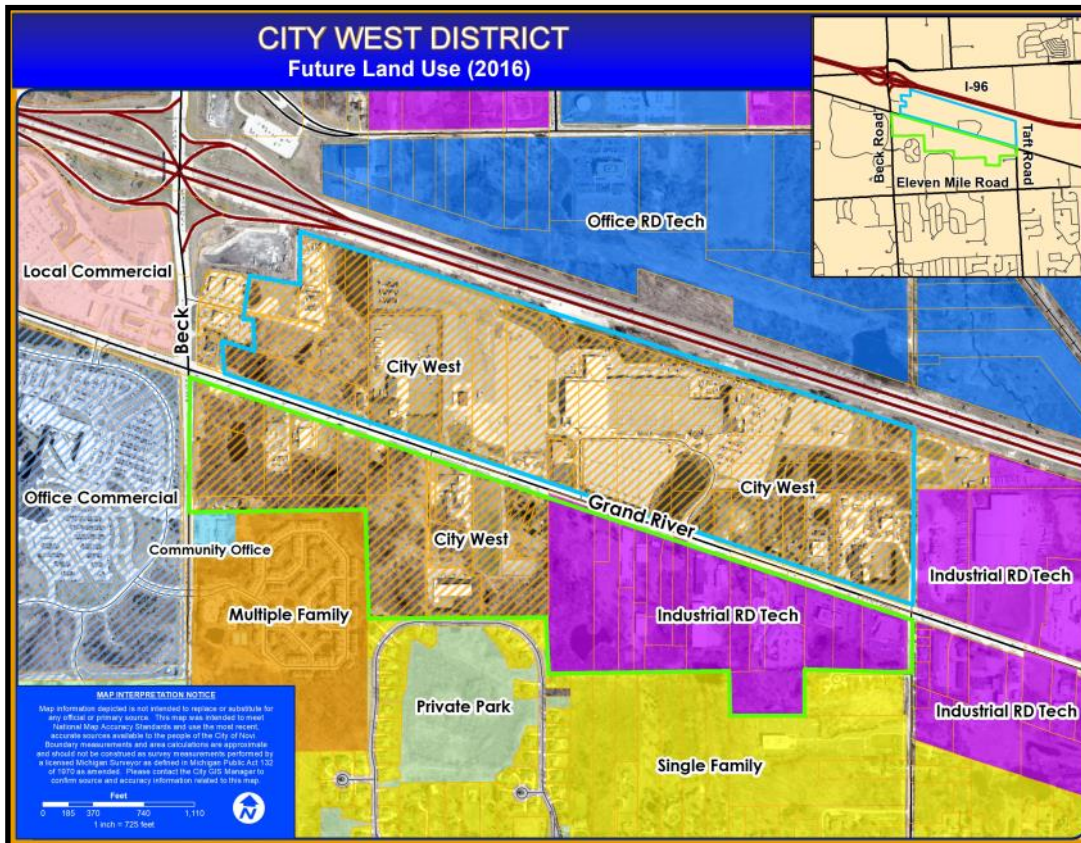 CITY WEST DISTRICT
Future Land Use (2016)
I-96
Beck Road
Taft Road
Eleven Mile Road
Office RD Tech
Local Commercial
Beck
City West
City West
Grand River
Office Commercial
City West
Community Office
Industrial RD Tech
Multiple Family
Industrial RD Tech
Private Park
Industrial RD Tech
Single Family
MAP INTERPRETATION NOTICE
Map information depicted is not intended to replace or substitute for
any official or primary source. This map was intended to meet
National Map Accuracy Standards and use the most recent,
accurate sources available to the people of the City of Novi.
Boundary measurements and area calculations are approximate
and should not be construed as survey measurements performed by
a licensed Michigan Surveyor as defined in Michigan Public Act 132
of 1970 as amended. Please contact the City GIS Manager to
confirm source and accuracy information related to this map.
Feet
0 185 370 740 1,110
1 inch = 725 feet
N